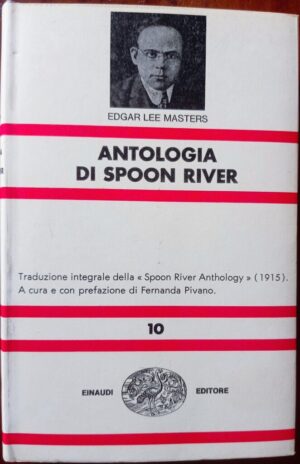 EDGAR LEE MASTERS
ANTOLOGIA
DI SPOON RIVER
Traduzione integrale della « Spoon River Anthology » (1915).
A cura e con prefazione di Fernanda Pivano.
10
EINAUDI EDITORE